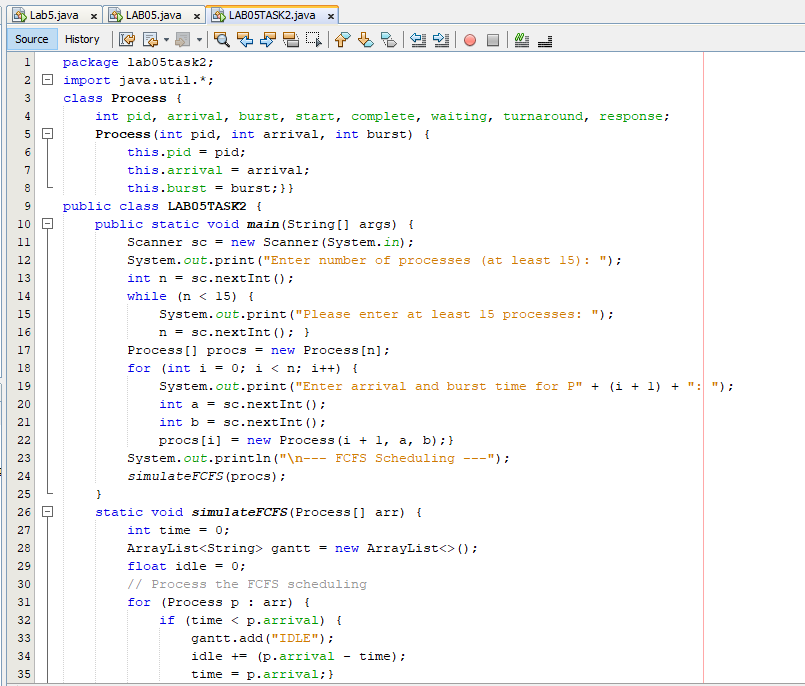 Lab5.java x LAB05.java x LAB05TASK2.java x
Source History
1 package lab05task2;
2 import java.util.*;
3 class Process {
4     int pid, arrival, burst, start, complete, waiting, turnaround, response;
5     Process(int pid, int arrival, int burst) {
6         this.pid = pid;
7         this.arrival = arrival;
8         this.burst = burst;}}
9 public class LAB05TASK2 {
10     public static void main(String[] args) {
11         Scanner sc = new Scanner(System.in);
12         System.out.print("Enter number of processes (at least 15): ");
13         int n = sc.nextInt();
14         while (n < 15) {
15             System.out.print("Please enter at least 15 processes: ");
16             n = sc.nextInt(); }
17         Process[] procs = new Process[n];
18         for (int i = 0; i < n; i++) {
19             System.out.print("Enter arrival and burst time for P" + (i + 1) + ": ");
20             int a = sc.nextInt();
21             int b = sc.nextInt();
22             procs[i] = new Process(i + 1, a, b);}
23         System.out.println("\n--- FCFS Scheduling ---");
24         simulateFCFS(procs);
25     }
26     static void simulateFCFS(Process[] arr) {
27         int time = 0;
28         ArrayList<String> gantt = new ArrayList<>();
29         float idle = 0;
30         // Process the FCFS scheduling
31         for (Process p : arr) {
32             if (time < p.arrival) {
33                 gantt.add("IDLE");
34                 idle += (p.arrival - time);
35                 time = p.arrival;}